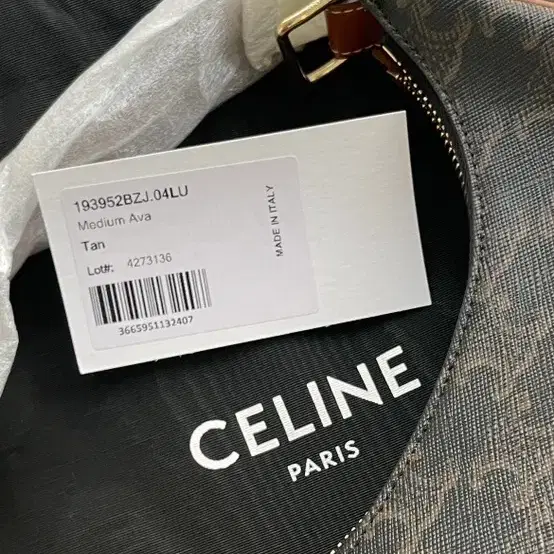 193952BZJ.04LU
Medium Ava
Tan
Lot#: 4273136
3665951132407
MADE IN ITALY
CELINE
PARIS